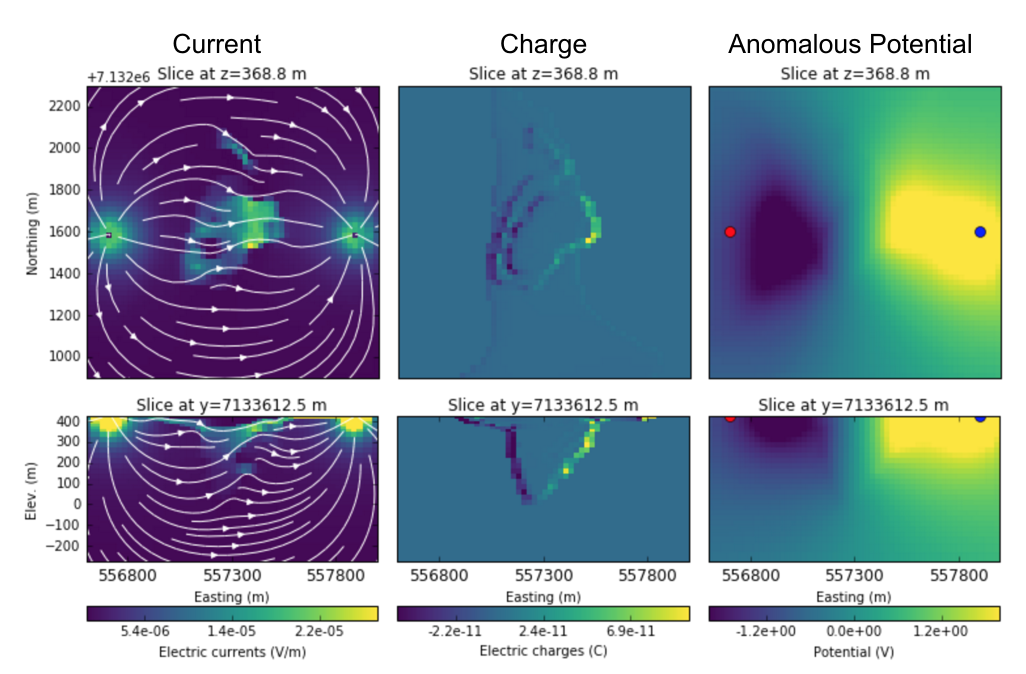 Current Charge Anomalous Potential
+7.132e6 Slice at z=368.8 m Slice at z=368.8 m Slice at z=368.8 m
2200
2000
1800
1600
1400
1200
1000
Northing (m)
Slice at y=7133612.5 m Slice at y=7133612.5 m Slice at y=7133612.5 m
400
300
200
100
0
−100
−200
Elev. (m)
556800 557300 557800 556800 557300 557800 556800 557300 557800
Easting (m) Easting (m) Easting (m)
5.4e-06 1.4e-05 2.2e-05 -2.2e-11 2.4e-11 6.9e-11 -1.2e+00 0.0e+00 1.2e+00
Electric currents (V/m) Electric charges (C) Potential (V)